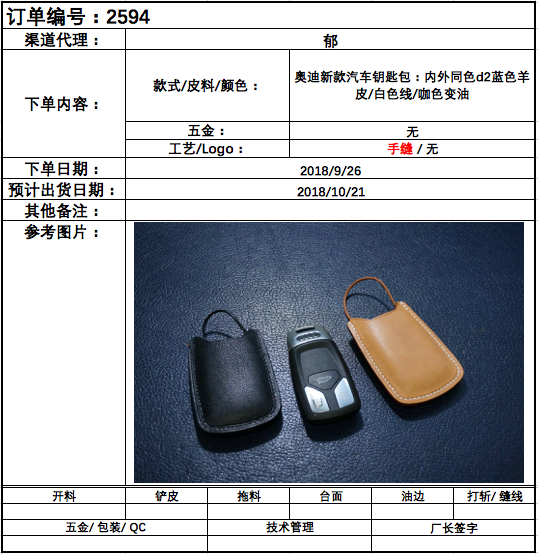 订单编号：2594
渠道代理：
郁
下单内容：
款式/皮料/颜色：
奥迪新款汽车钥匙包：内外同色d2蓝色羊
皮/白色线/咖色变油
五金：
无
工艺/Logo：
手缝 / 无
下单日期：
2018/9/26
预计出货日期：
2018/10/21
其他备注：
参考图片：
开料
铲皮
拖料
台面
油边
打斩/ 缝线
五金/ 包装/ QC
技术管理
厂长签字